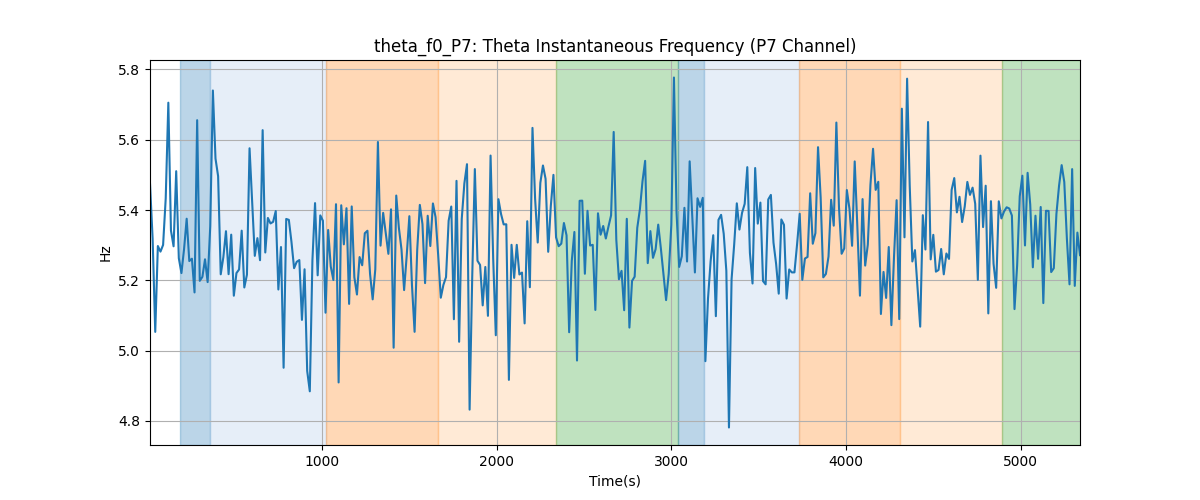 theta_f0_P7: Theta Instantaneous Frequency (P7 Channel)
5.8
5.6
5.4
5.2
5.0
4.8
Hz
1000 2000 3000 4000 5000
Time(s)